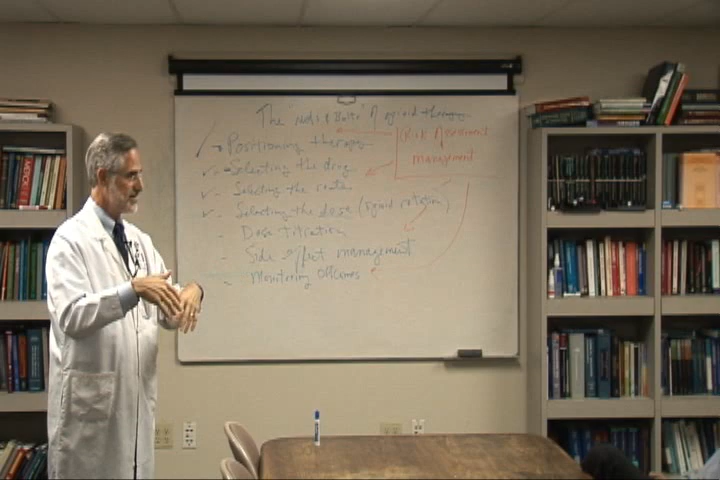 The "Nuts & Bolts" of opioid therapy
- Positioning therapy
- Selecting the drug
- Selecting the route
- Selecting the dose (opioid rotation)
- Dose titration
- Side effect management
- Monitoring Outcomes
Risk Assessment
management